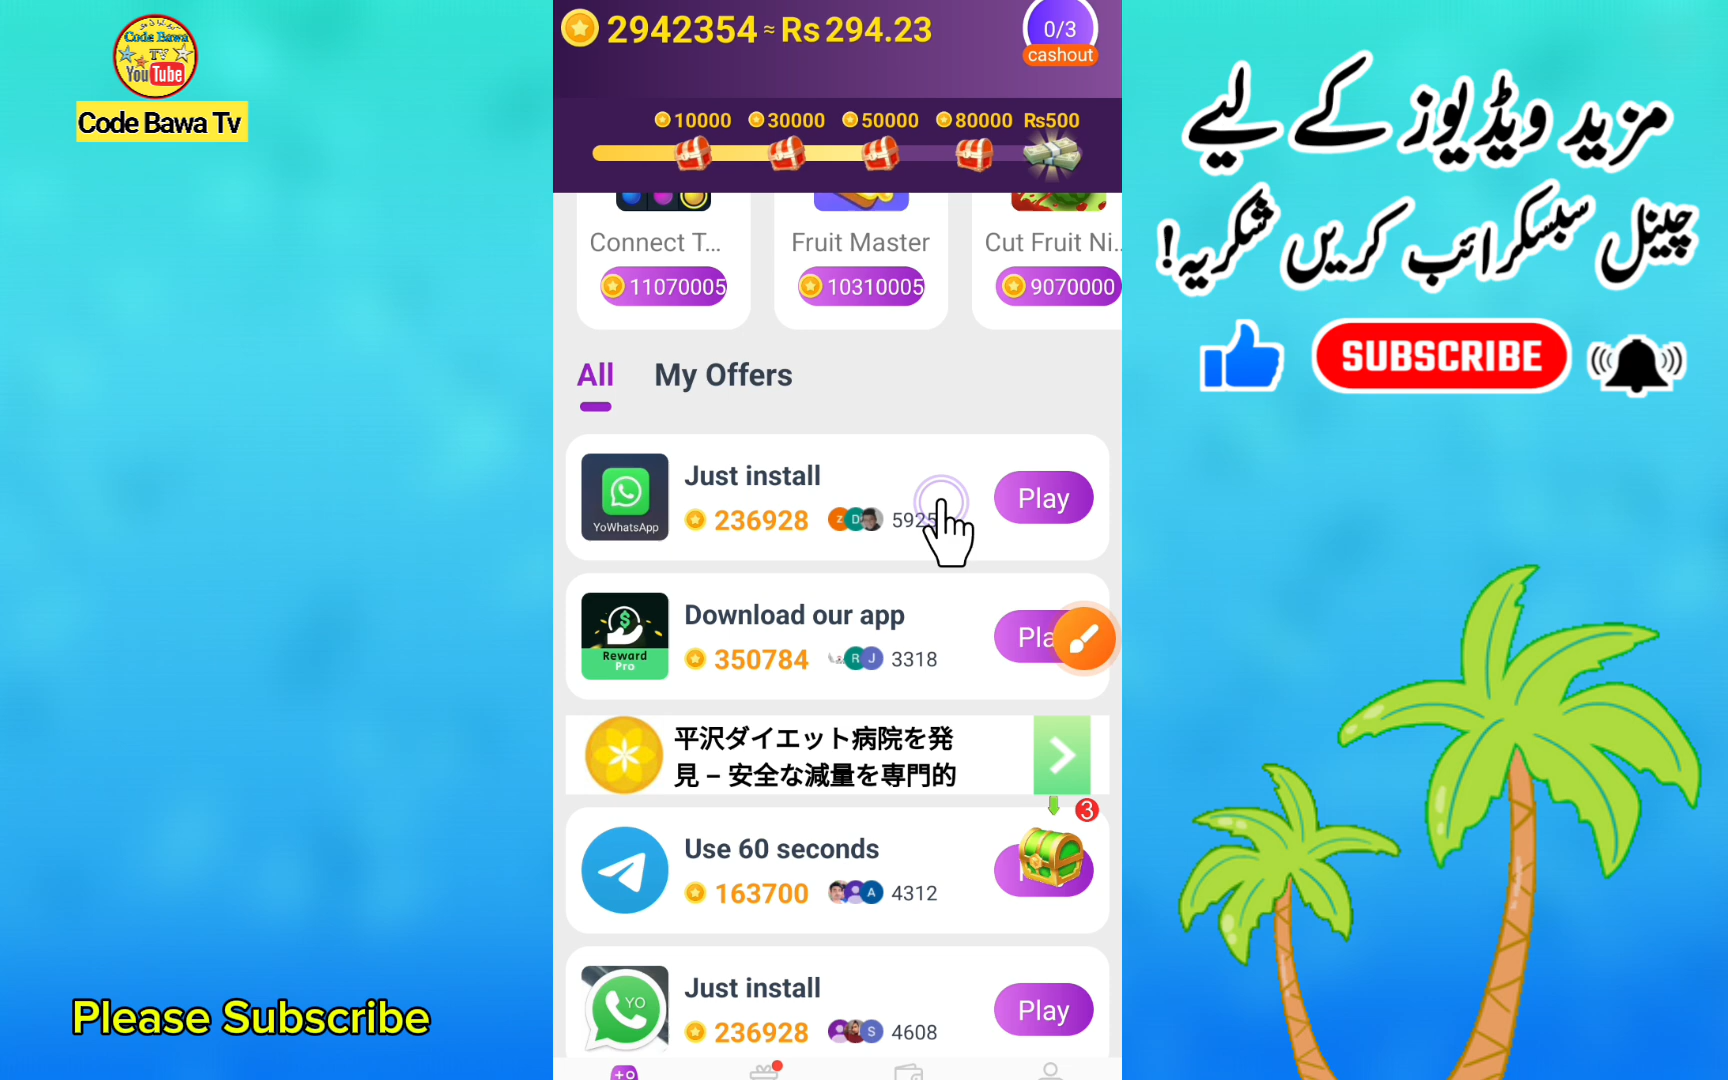 Code Bawa
TV
You Tube
Code Bawa Tv
2942354 ≈ Rs 294.23
0/3
cashout
10000
30000
50000
80000
Rs500
Connect T...
Fruit Master
Cut Fruit Ni...
11070005
10310005
9070000
All
My Offers
Just install
YoWhatsApp
236928
5925
Play
Download our app
Reward
Pro
350784
R J
3318
平沢ダイエット病院を発
見 – 安全な減量を専門的
3
Use 60 seconds
163700
A
4312
Just install
YO
236928
S
4608
Play
Please Subscribe
مزید ویڈیوز کے لیے
چینل سبسکرائب کریں شکریہ!
SUBSCRIBE